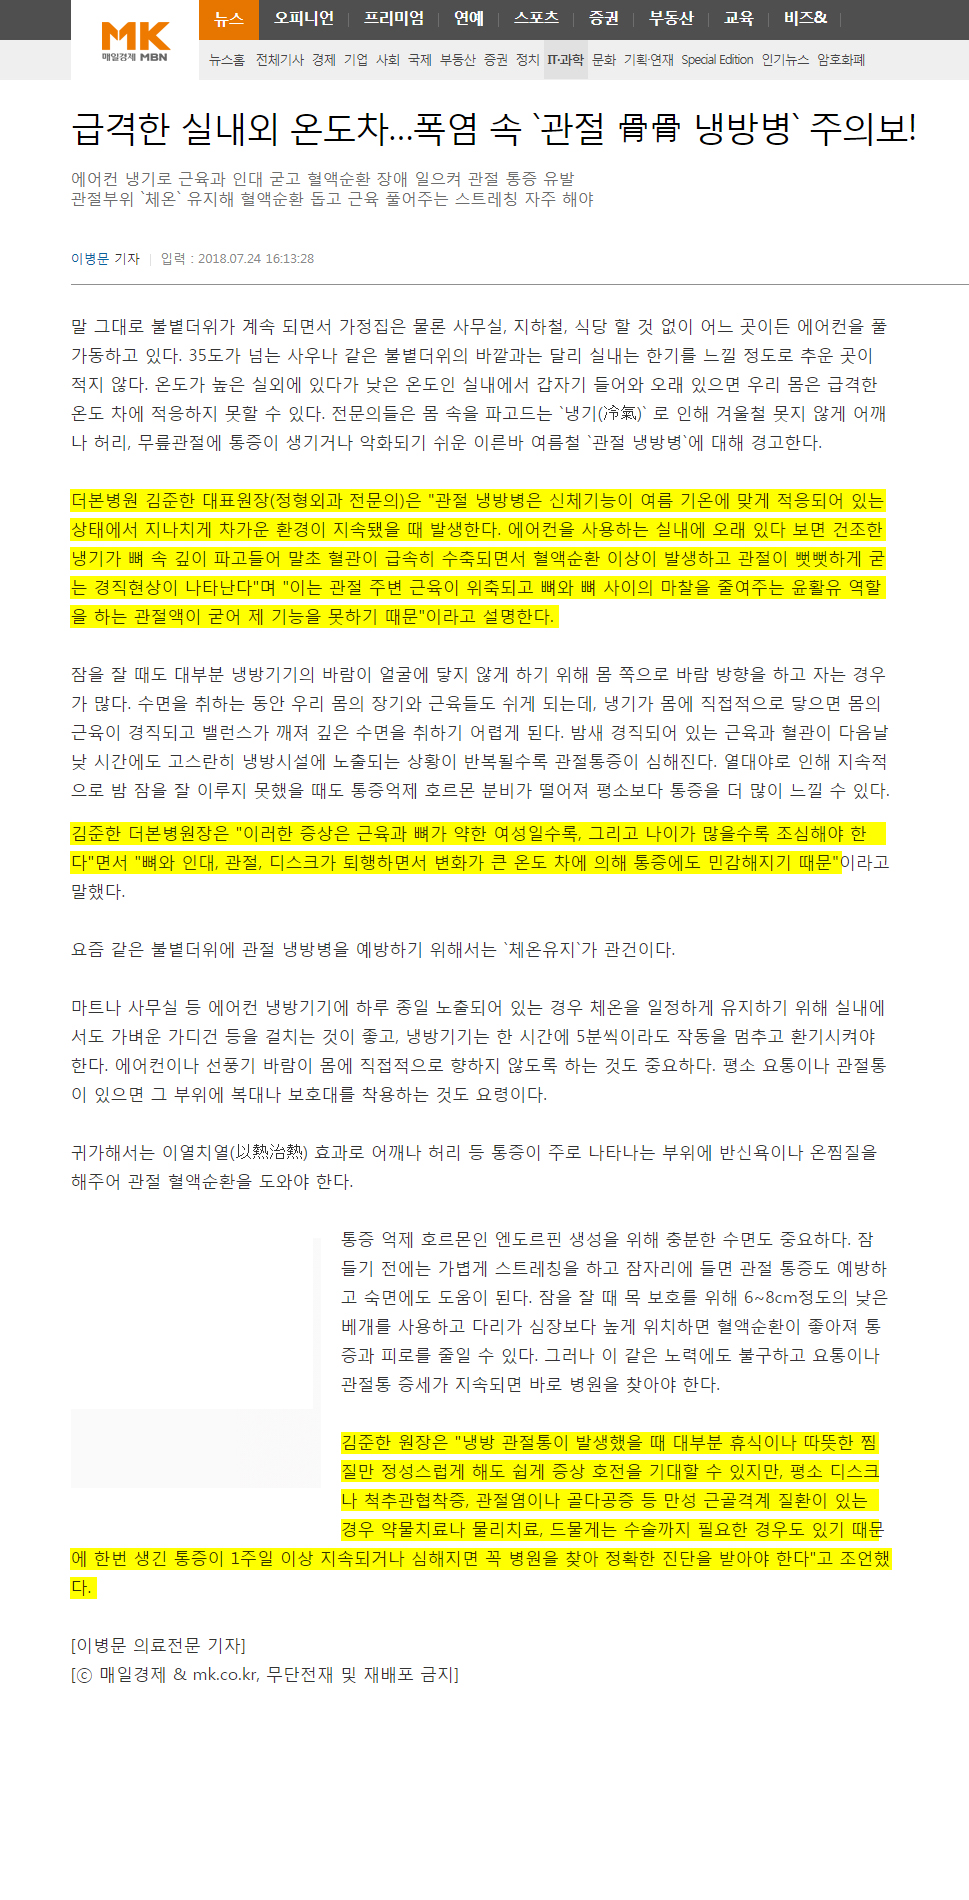 MK
매일경제 MBN
뉴스 오피니언 프리미엄 연예 스포츠 증권 부동산 교육 비즈&
뉴스홈 전체기사 경제 기업 사회 국제 부동산 증권 정치 IT·과학 문화 기획·연재 Special Edition 인기뉴스 암호화폐
급격한 실내외 온도차…폭염 속 `관절 骨骨 냉방병` 주의보!
에어컨 냉기로 근육과 인대 굳고 혈액순환 장애 일으켜 관절 통증 유발
관절부위 `체온` 유지해 혈액순환 돕고 근육 풀어주는 스트레칭 자주 해야
이병문 기자 입력 : 2018.07.24 16:13:28
말 그대로 불볕더위가 계속 되면서 가정집은 물론 사무실, 지하철, 식당 할 것 없이 어느 곳이든 에어컨을 풀
가동하고 있다. 35도가 넘는 사우나 같은 불볕더위의 바깥과는 달리 실내는 한기를 느낄 정도로 추운 곳이
적지 않다. 온도가 높은 실외에 있다가 낮은 온도인 실내에서 갑자기 들어와 오래 있으면 우리 몸은 급격한
온도 차에 적응하지 못할 수 있다. 전문의들은 몸 속을 파고드는 `냉기(冷氣)` 로 인해 겨울철 못지 않게 어깨
나 허리, 무릎관절에 통증이 생기거나 악화되기 쉬운 이른바 여름철 `관절 냉방병`에 대해 경고한다.
더본병원 김준한 대표원장(정형외과 전문의)은 "관절 냉방병은 신체기능이 여름 기온에 맞게 적응되어 있는
상태에서 지나치게 차가운 환경이 지속됐을 때 발생한다. 에어컨을 사용하는 실내에 오래 있다 보면 건조한
냉기가 뼈 속 깊이 파고들어 말초 혈관이 급속히 수축되면서 혈액순환 이상이 발생하고 관절이 뻣뻣하게 굳
는 경직현상이 나타난다"며 "이는 관절 주변 근육이 위축되고 뼈와 뼈 사이의 마찰을 줄여주는 윤활유 역할
을 하는 관절액이 굳어 제 기능을 못하기 때문"이라고 설명한다.
잠을 잘 때도 대부분 냉방기기의 바람이 얼굴에 닿지 않게 하기 위해 몸 쪽으로 바람 방향을 하고 자는 경우
가 많다. 수면을 취하는 동안 우리 몸의 장기와 근육들도 쉬게 되는데, 냉기가 몸에 직접적으로 닿으면 몸의
근육이 경직되고 밸런스가 깨져 깊은 수면을 취하기 어렵게 된다. 밤새 경직되어 있는 근육과 혈관이 다음날
낮 시간에도 고스란히 냉방시설에 노출되는 상황이 반복될수록 관절통증이 심해진다. 열대야로 인해 지속적
으로 밤 잠을 잘 이루지 못했을 때도 통증억제 호르몬 분비가 떨어져 평소보다 통증을 더 많이 느낄 수 있다.
김준한 더본병원장은 "이러한 증상은 근육과 뼈가 약한 여성일수록, 그리고 나이가 많을수록 조심해야 한
다"면서 "뼈와 인대, 관절, 디스크가 퇴행하면서 변화가 큰 온도 차에 의해 통증에도 민감해지기 때문"이라고
말했다.
요즘 같은 불볕더위에 관절 냉방병을 예방하기 위해서는 `체온유지`가 관건이다.
마트나 사무실 등 에어컨 냉방기기에 하루 종일 노출되어 있는 경우 체온을 일정하게 유지하기 위해 실내에
서도 가벼운 가디건 등을 걸치는 것이 좋고, 냉방기기는 한 시간에 5분씩이라도 작동을 멈추고 환기시켜야
한다. 에어컨이나 선풍기 바람이 몸에 직접적으로 향하지 않도록 하는 것도 중요하다. 평소 요통이나 관절통
이 있으면 그 부위에 복대나 보호대를 착용하는 것도 요령이다.
귀가해서는 이열치열(以熱治熱) 효과로 어깨나 허리 등 통증이 주로 나타나는 부위에 반신욕이나 온찜질을
해주어 관절 혈액순환을 도와야 한다.
통증 억제 호르몬인 엔도르핀 생성을 위해 충분한 수면도 중요하다. 잠
들기 전에는 가볍게 스트레칭을 하고 잠자리에 들면 관절 통증도 예방하
고 숙면에도 도움이 된다. 잠을 잘 때 목 보호를 위해 6~8cm정도의 낮은
베개를 사용하고 다리가 심장보다 높게 위치하면 혈액순환이 좋아져 통
증과 피로를 줄일 수 있다. 그러나 이 같은 노력에도 불구하고 요통이나
관절통 증세가 지속되면 바로 병원을 찾아야 한다.
김준한 원장은 "냉방 관절통이 발생했을 때 대부분 휴식이나 따뜻한 찜
질만 정성스럽게 해도 쉽게 증상 호전을 기대할 수 있지만, 평소 디스크
나 척추관협착증, 관절염이나 골다공증 등 만성 근골격계 질환이 있는
경우 약물치료나 물리치료, 드물게는 수술까지 필요한 경우도 있기 때문
에 한번 생긴 통증이 1주일 이상 지속되거나 심해지면 꼭 병원을 찾아 정확한 진단을 받아야 한다"고 조언했
다.
[이병문 의료전문 기자]
[ⓒ 매일경제 & mk.co.kr, 무단전재 및 재배포 금지]